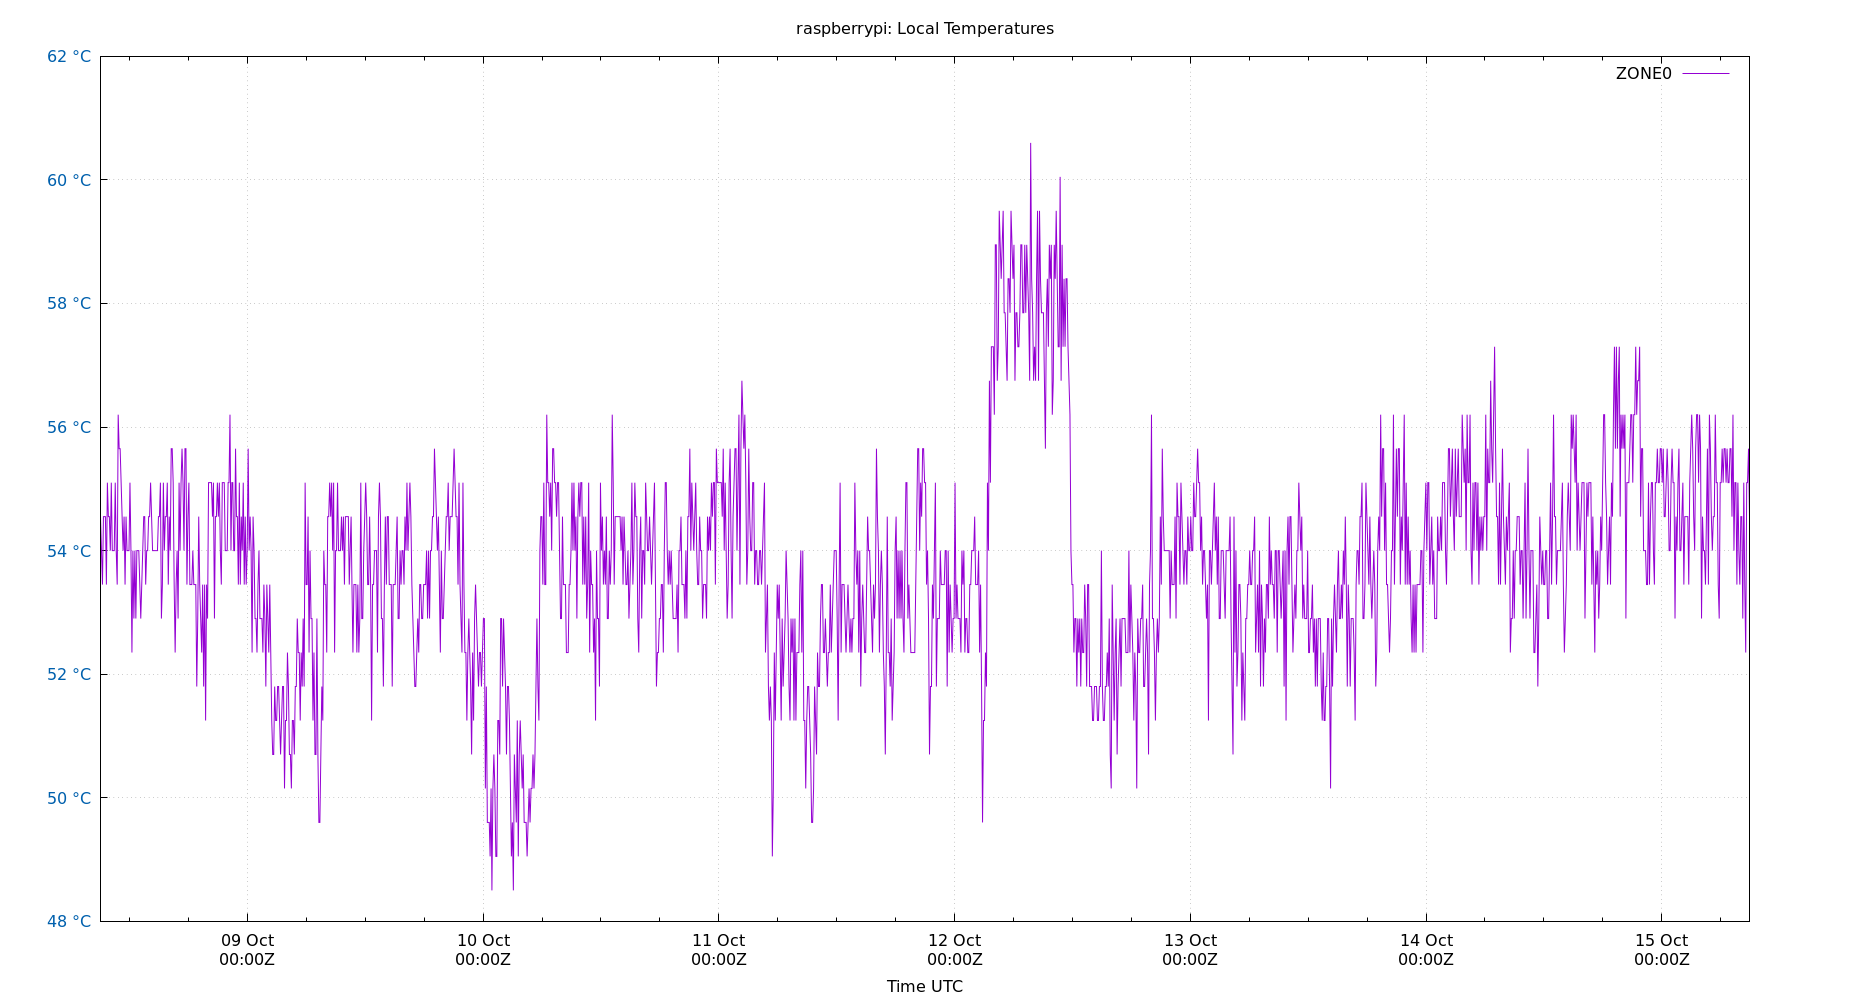 raspberrypi: Local Temperatures
ZONE0
62 °C
60 °C
58 °C
56 °C
54 °C
52 °C
50 °C
48 °C
09 Oct 10 Oct 11 Oct 12 Oct 13 Oct 14 Oct 15 Oct
00:00Z 00:00Z 00:00Z 00:00Z 00:00Z 00:00Z 00:00Z
Time UTC